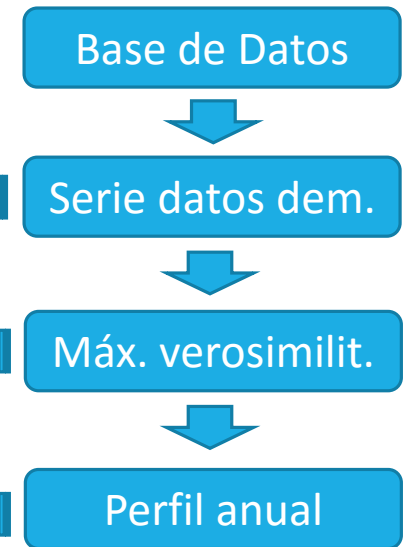 Base de Datos
Serie datos dem.
Máx. verosimilit.
Perfil anual